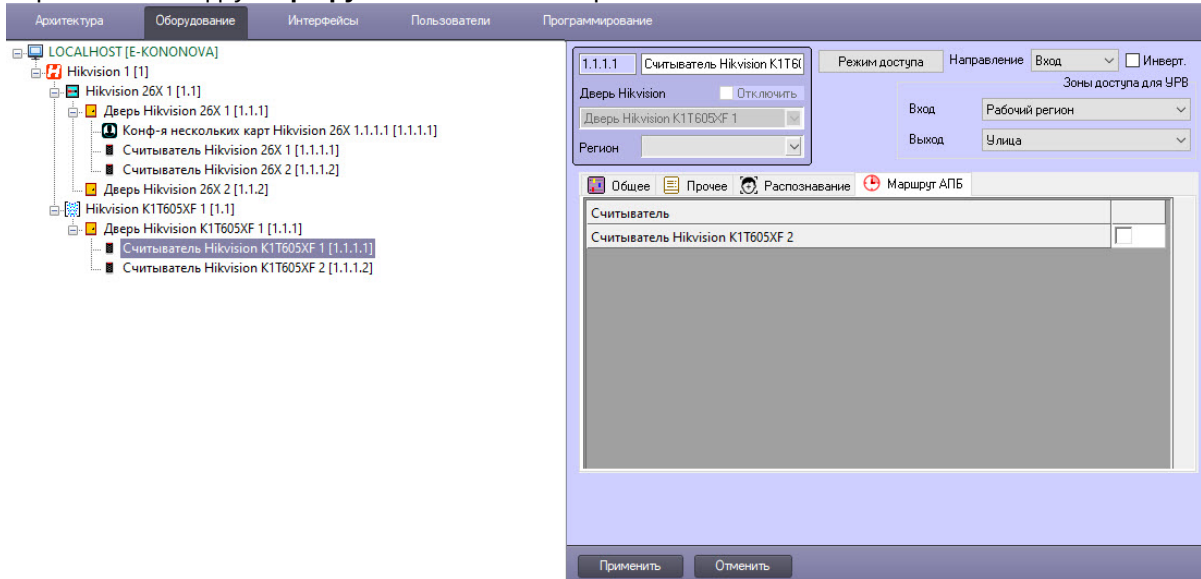 Архитектура Оборудование Интерфейсы Пользователи Программирование
LOCALHOST [E-KONONOVA]
Hikvision 1 [1]
Hikvision 26X 1 [1.1]
Дверь Hikvision 26X 1 [1.1.1]
Конф-я нескольких карт Hikvision 26X 1.1.1.1 [1.1.1.1]
Считыватель Hikvision 26X 1 [1.1.1.1]
Считыватель Hikvision 26X 2 [1.1.1.2]
Дверь Hikvision 26X 2 [1.1.2]
Hikvision K1T605XF 1 [1.1]
Дверь Hikvision K1T605XF 1 [1.1.1]
Считыватель Hikvision K1T605XF 1 [1.1.1.1]
Считыватель Hikvision K1T605XF 2 [1.1.1.2]
1.1.1.1 Считыватель Hikvision K1T6( Режим доступа Направление Вход Инверт.
Дверь Hikvision Отключить
Дверь Hikvision K1T605XF 1
Регион
Зоны доступа для УРВ
Вход Рабочий регион
Выход Улица
Общее Прочее Распознавание Маршрут АПБ
Считыватель
Считыватель Hikvision K1T605XF 2
Применить Отменить